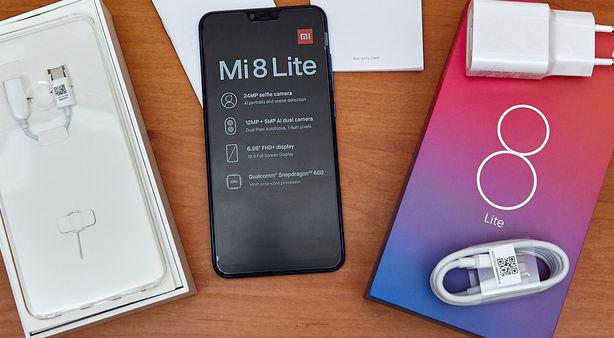 Warranty Card
mi
Mi 8 Lite
24MP selfie camera
AI portraits and scene detection
12MP + 5MP AI dual camera
Dual Pixel Autofocus, 1.4μm pixels
6.26" FHD+ display
19:9 Full Screen Display
CPU
Qualcomm® Snapdragon™ 660
14nm octa-core processor
8
Lite